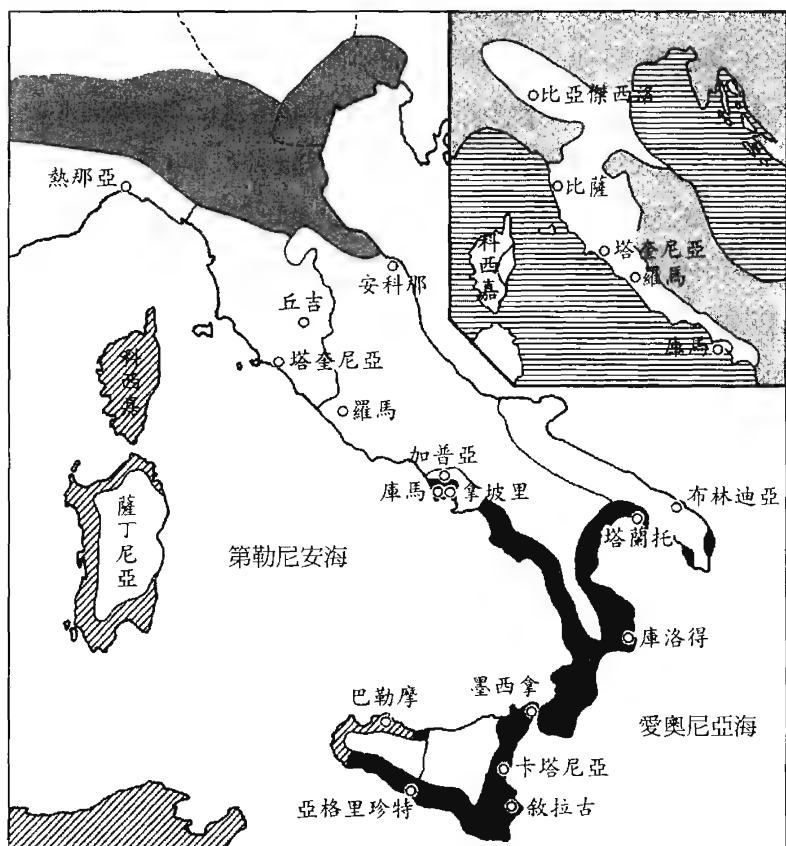 熱那亞
安科那
丘吉
塔奎尼亞
羅馬
科西嘉
加普亞
庫馬
拿坡里
布林迪亞
塔蘭托
薩丁尼亞
第勒尼安海
庫洛得
墨西拿
巴勒摩
愛奧尼亞海
卡塔尼亞
亞格里珍特
敘拉古
比亞傑西洛
比薩
科西嘉
塔奎尼亞
羅馬
庫馬